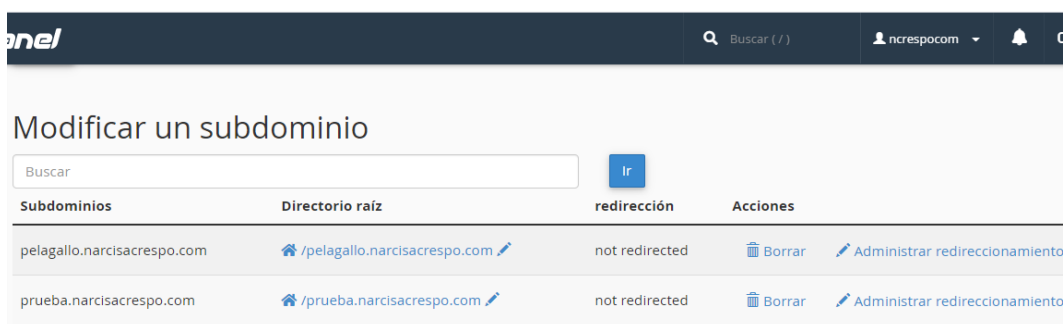 anel Buscar ( / ) ncrespocom
Modificar un subdominio
Buscar Ir
Subdominios Directorio raíz redirección Acciones
pelagallo.narcisacrespo.com /pelagallo.narcisacrespo.com not redirected Borrar Administrar redireccionamiento
prueba.narcisacrespo.com /prueba.narcisacrespo.com not redirected Borrar Administrar redireccionamiento